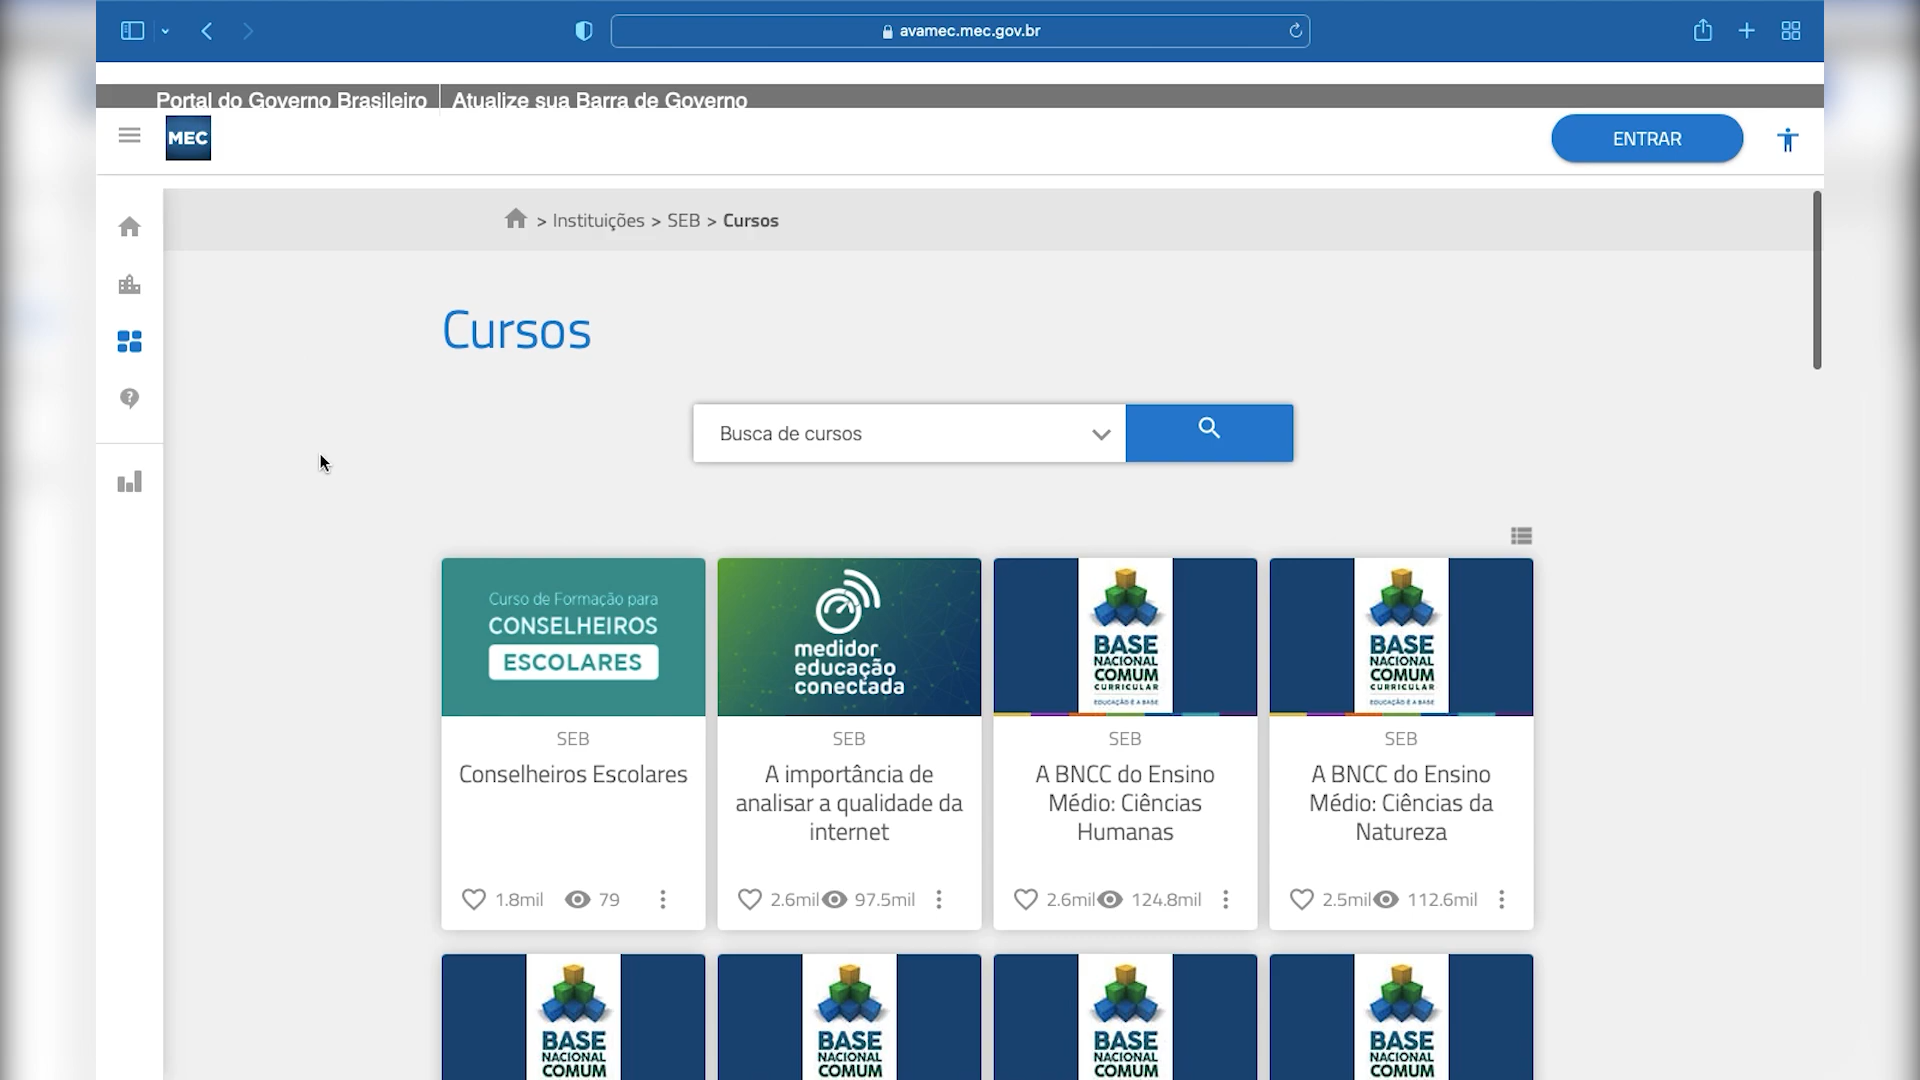 avamec.mec.gov.br
Portal do Governo Brasileiro
Atualize sua Barra de Governo
MEC
ENTRAR
> Instituições > SEB > Cursos
Cursos
Busca de cursos
Curso de Formação para
CONSELHEIROS
ESCOLARES
SEB
Conselheiros Escolares
1.8mil
79
medidor
educação
conectada
SEB
A importância de
analisar a qualidade da
internet
2.6mil
97.5mil
BASE
NACIONAL
COMUM
CURRICULAR
EDUCAÇÃO É A BASE
SEB
A BNCC do Ensino
Médio: Ciências
Humanas
2.6mil
124.8mil
BASE
NACIONAL
COMUM
CURRICULAR
EDUCAÇÃO É A BASE
SEB
A BNCC do Ensino
Médio: Ciências da
Natureza
2.5mil
112.6mil
BASE
NACIONAL
COMUM
BASE
NACIONAL
COMUM
BASE
NACIONAL
COMUM
BASE
NACIONAL
COMUM